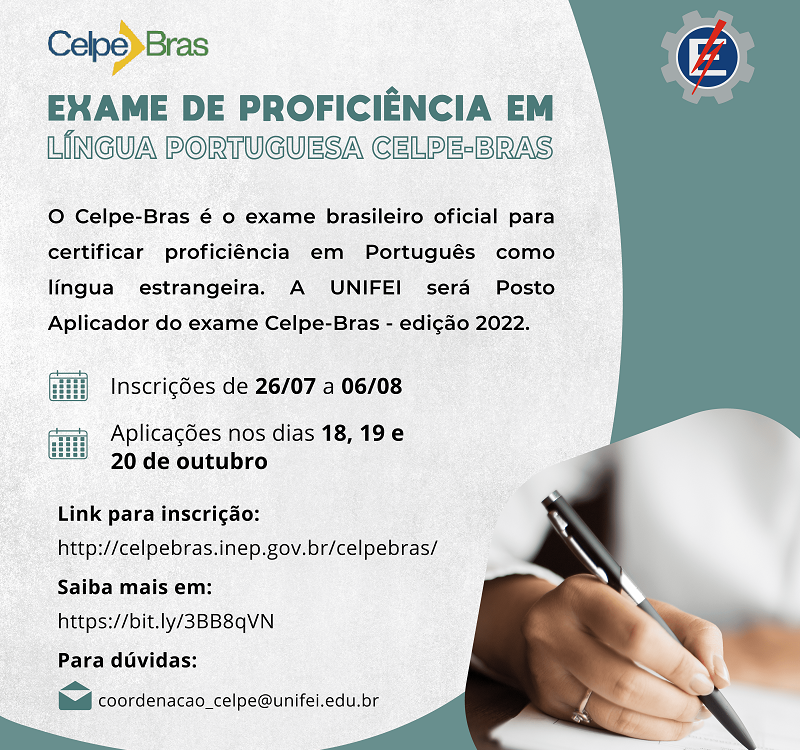 Celpe Bras
EXAME DE PROFICIÊNCIA EM
LÍNGUA PORTUGUESA CELPE-BRAS
O Celpe-Bras é o exame brasileiro oficial para
certificar proficiência em Português como
língua estrangeira. A UNIFEI será Posto
Aplicador do exame Celpe-Bras - edição 2022.
Inscrições de 26/07 a 06/08
Aplicações nos dias 18, 19 e
20 de outubro
Link para inscrição:
http://celpebras.inep.gov.br/celpebras/
Saiba mais em:
https://bit.ly/3BB8qVN
Para dúvidas:
coordenacao_celpe@unifei.edu.br
E